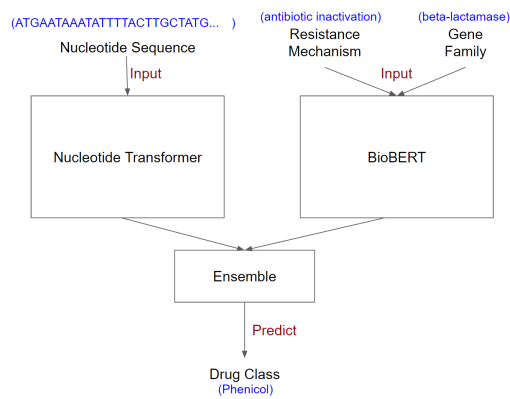 (ATGAATAAATATTTTACTTGCTATG... )
Nucleotide Sequence
Input
(antibiotic inactivation)
Resistance
Mechanism
(beta-lactamase)
Gene
Family
Input
Nucleotide Transformer
BioBERT
Ensemble
Predict
Drug Class
(Phenicol)